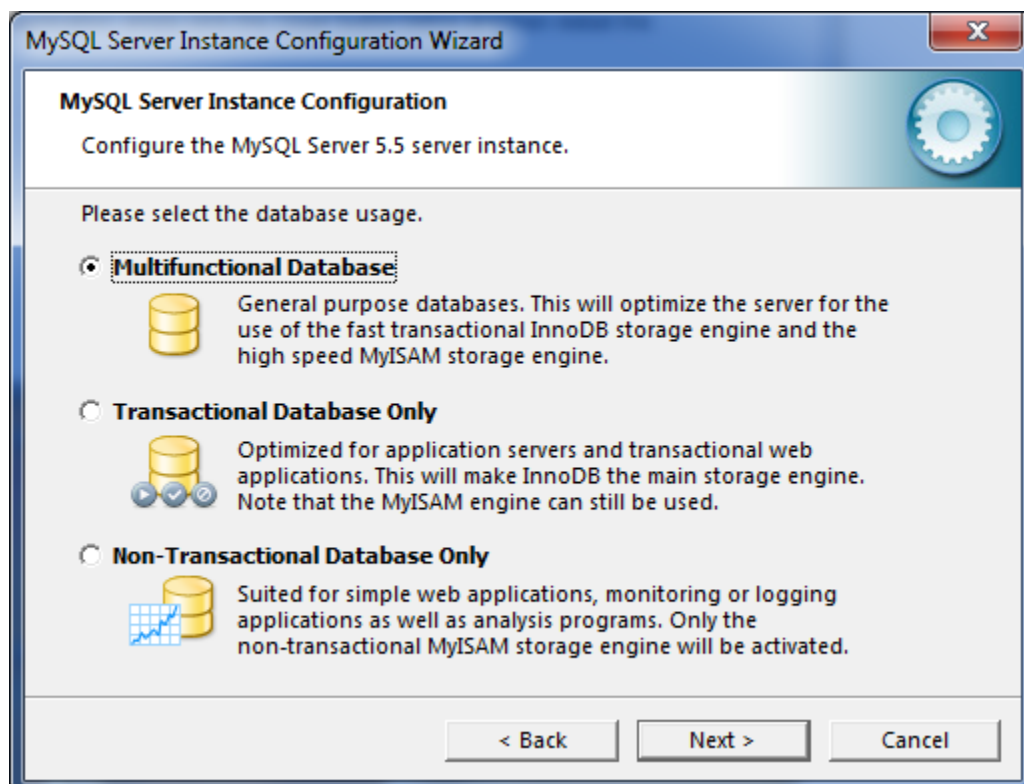 MySQL Server Instance Configuration Wizard
MySQL Server Instance Configuration
Configure the MySQL Server 5.5 server instance.
Please select the database usage.
Multifunctional Database
General purpose databases. This will optimize the server for the
use of the fast transactional InnoDB storage engine and the
high speed MyISAM storage engine.
Transactional Database Only
Optimized for application servers and transactional web
applications. This will make InnoDB the main storage engine.
Note that the MyISAM engine can still be used.
Non-Transactional Database Only
Suited for simple web applications, monitoring or logging
applications as well as analysis programs. Only the
non-transactional MyISAM storage engine will be activated.
< Back Next > Cancel